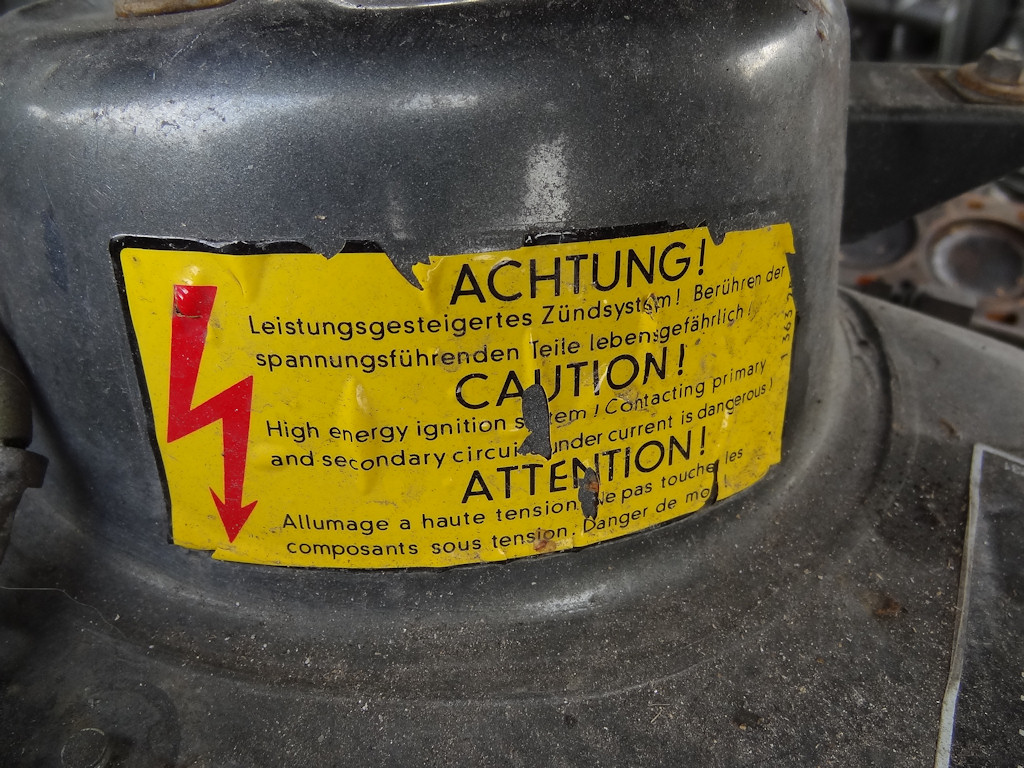 ACHTUNG!
Leistungsgesteigertes Zündsystem! Berühren der
spannungsführenden Teile lebensgefährlich!
CAUTION!
High energy ignition system! Contacting primary
and secondary circuit under current is dangerous!
ATTENTION!
Allumage a haute tension. Ne pas toucher les
composants sous tension. Danger de mort!